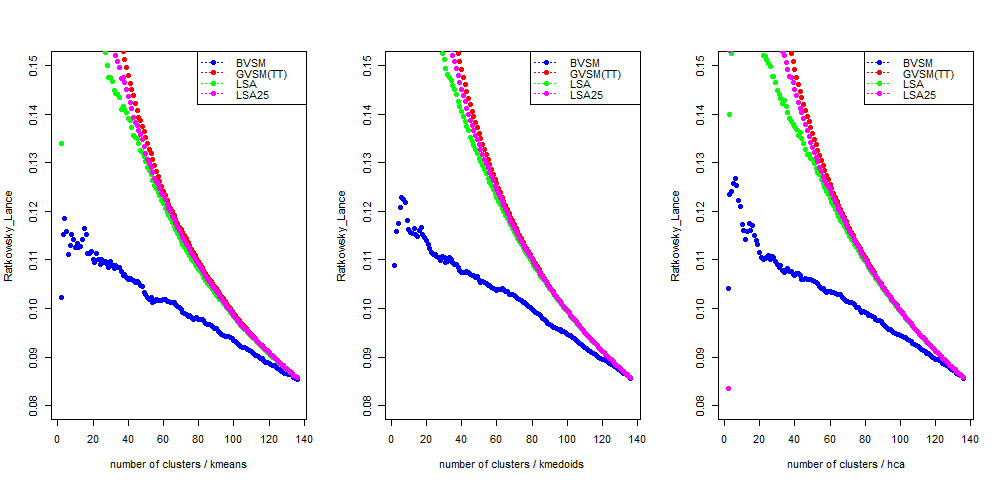 Ratkowsky_Lance
0.15
0.14
0.13
0.12
0.11
0.10
0.09
0.08
BVSM
GVSM(TT)
LSA
LSA25
0 20 40 60 80 100 120 140
number of clusters / kmeans
Ratkowsky_Lance
0.15
0.14
0.13
0.12
0.11
0.10
0.09
0.08
BVSM
GVSM(TT)
LSA
LSA25
0 20 40 60 80 100 120 140
number of clusters / kmedoids
Ratkowsky_Lance
0.15
0.14
0.13
0.12
0.11
0.10
0.09
0.08
BVSM
GVSM(TT)
LSA
LSA25
0 20 40 60 80 100 120 140
number of clusters / hca